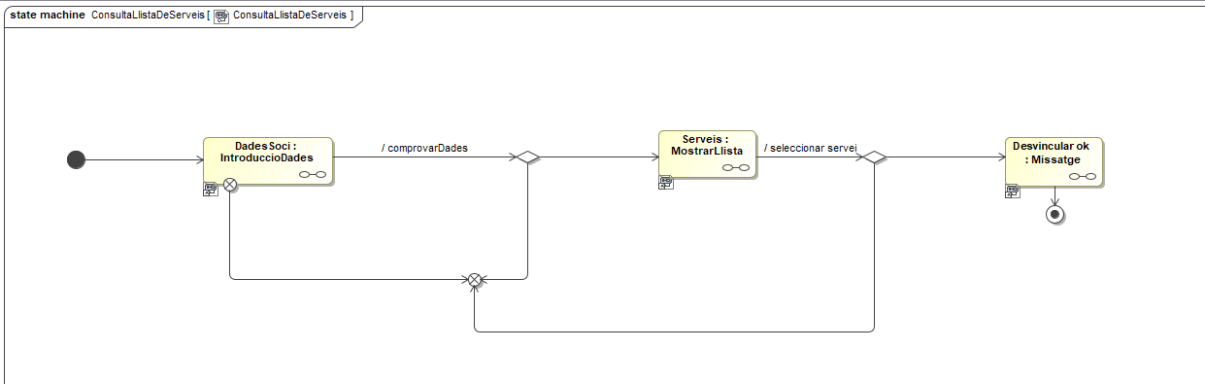 state machine ConsultaLlistaDeServeis [ ConsultaLlistaDeServeis ]
DadesSoci :
IntroduccioDades
/ comprovarDades
Serveis :
MostrarLlista
/ seleccionar servei
Desvincular ok
: Missatge